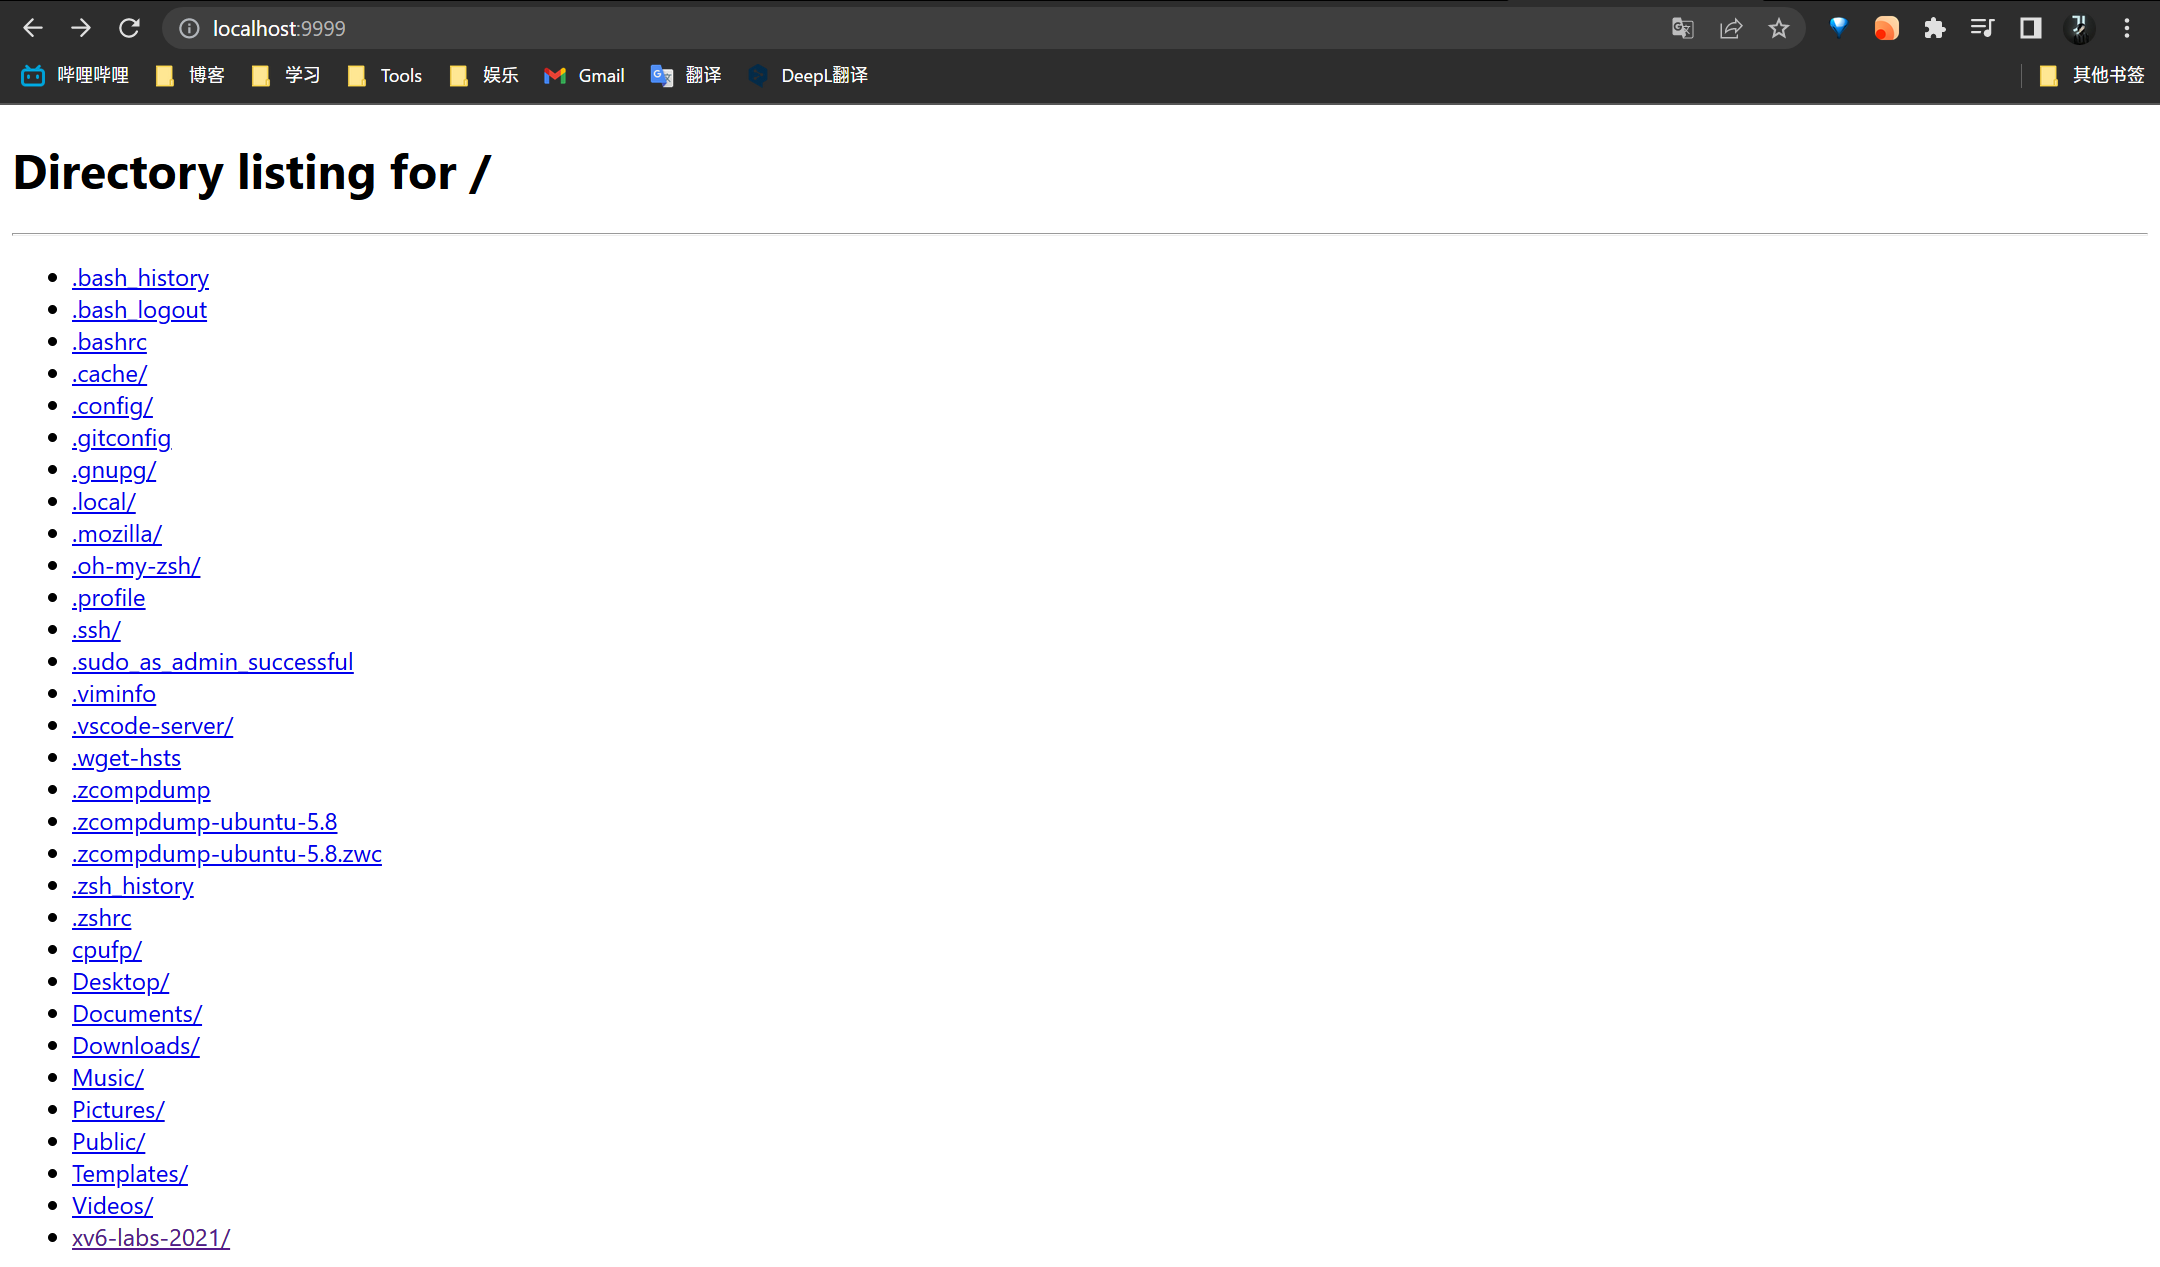 localhost:9999
哔哩哔哩 博客 学习 Tools 娱乐 Gmail 翻译 DeepL翻译 其他书签
Directory listing for /
.bash_history
.bash_logout
.bashrc
.cache/
.config/
.gitconfig
.gnupg/
.local/
.mozilla/
.oh-my-zsh/
.profile
.ssh/
.sudo_as_admin_successful
.viminfo
.vscode-server/
.wget-hsts
.zcompdump
.zcompdump-ubuntu-5.8
.zcompdump-ubuntu-5.8.zwc
.zsh_history
.zshrc
cpufp/
Desktop/
Documents/
Downloads/
Music/
Pictures/
Public/
Templates/
Videos/
xv6-labs-2021/